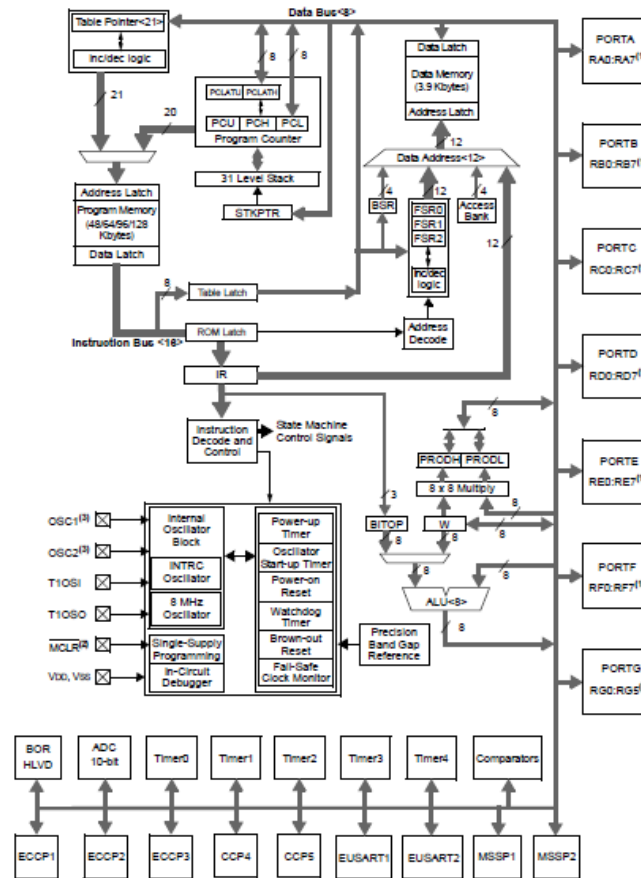 Data Bus<8>
Table Pointer<21>
inc/dec logic
21
20
8
8
PCLATU PCLATH
PCU PCH PCL
Program Counter
31 Level Stack
STKPTR
Data Latch
Data Memory
(3.9 Kbytes)
Address Latch
12
Data Address<12>
4
12
4
BSR
FSR0
FSR1
FSR2
inc/dec
logic
Access
Bank
12
Address Latch
Program Memory
(48/64/96/128
Kbytes)
Data Latch
8
Table Latch
ROM Latch
Instruction Bus <16>
IR
Address
Decode
Instruction
Decode and
Control
State Machine
Control Signals
8
PRODH PRODL
8 x 8 Multiply
3
BITOP
W
8
8
8
8
8
8
ALU<8>
8
OSC1(3)
OSC2(3)
T1OSI
T1OSO
MCLR(2)
VDD, VSS
Internal
Oscillator
Block
INTRC
Oscillator
8 MHz
Oscillator
Single-Supply
Programming
In-Circuit
Debugger
Power-up
Timer
Oscillator
Start-up Timer
Power-on
Reset
Watchdog
Timer
Brown-out
Reset
Fail-Safe
Clock Monitor
Precision
Band Gap
Reference
PORTA
RA0:RA7(1
PORTB
RB0:RB7(1
PORTC
RC0:RC7(
PORTD
RD0:RD7(
PORTE
RE0:RE7(1
PORTF
RF0:RF7(1
PORTG
RG0:RG5(
BOR
HLVD
ADC
10-bit
Timer0
Timer1
Timer2
Timer3
Timer4
Comparators
ECCP1
ECCP2
ECCP3
CCP4
CCP5
EUSART1
EUSART2
MSSP1
MSSP2